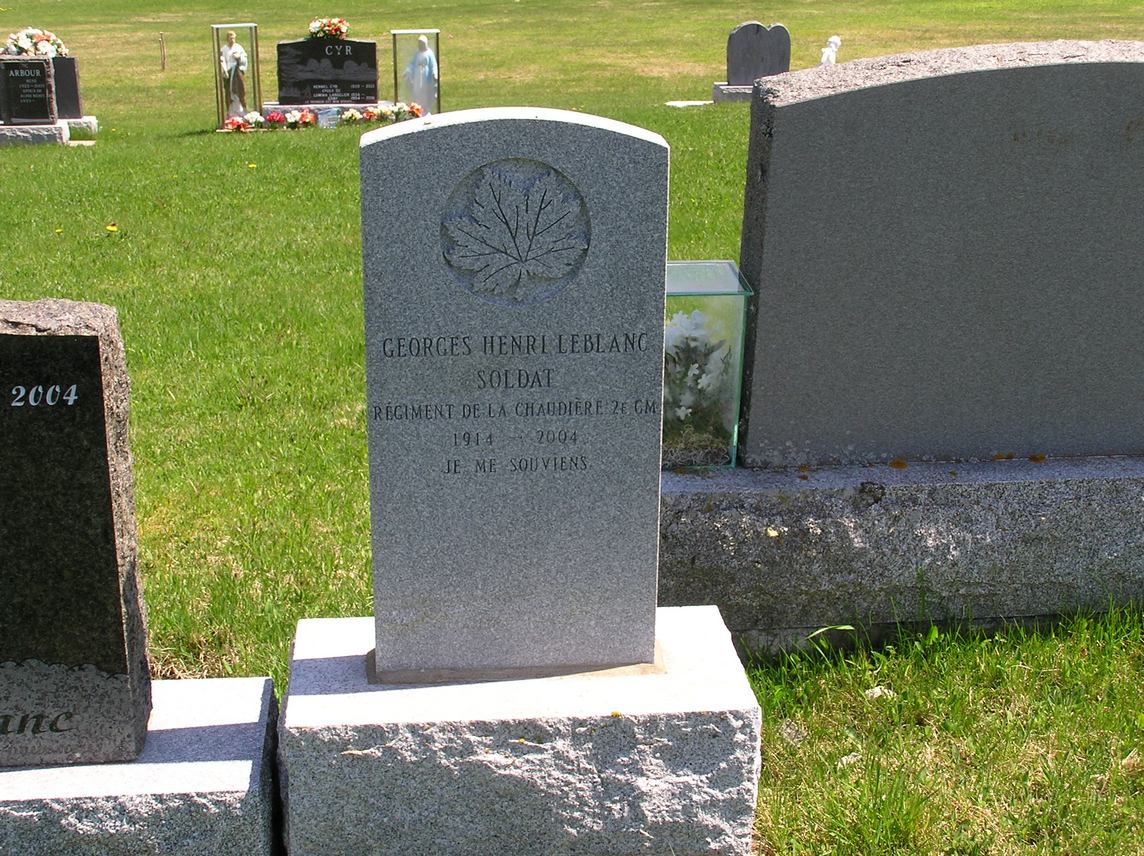 ARBOUR
CYR
2004
GEORGES HENRI LEBLANC
SOLDAT
RÉGIMENT DE LA CHAUDIÈRE 2E GM
1914 - 2004
JE ME SOUVIENS
anc